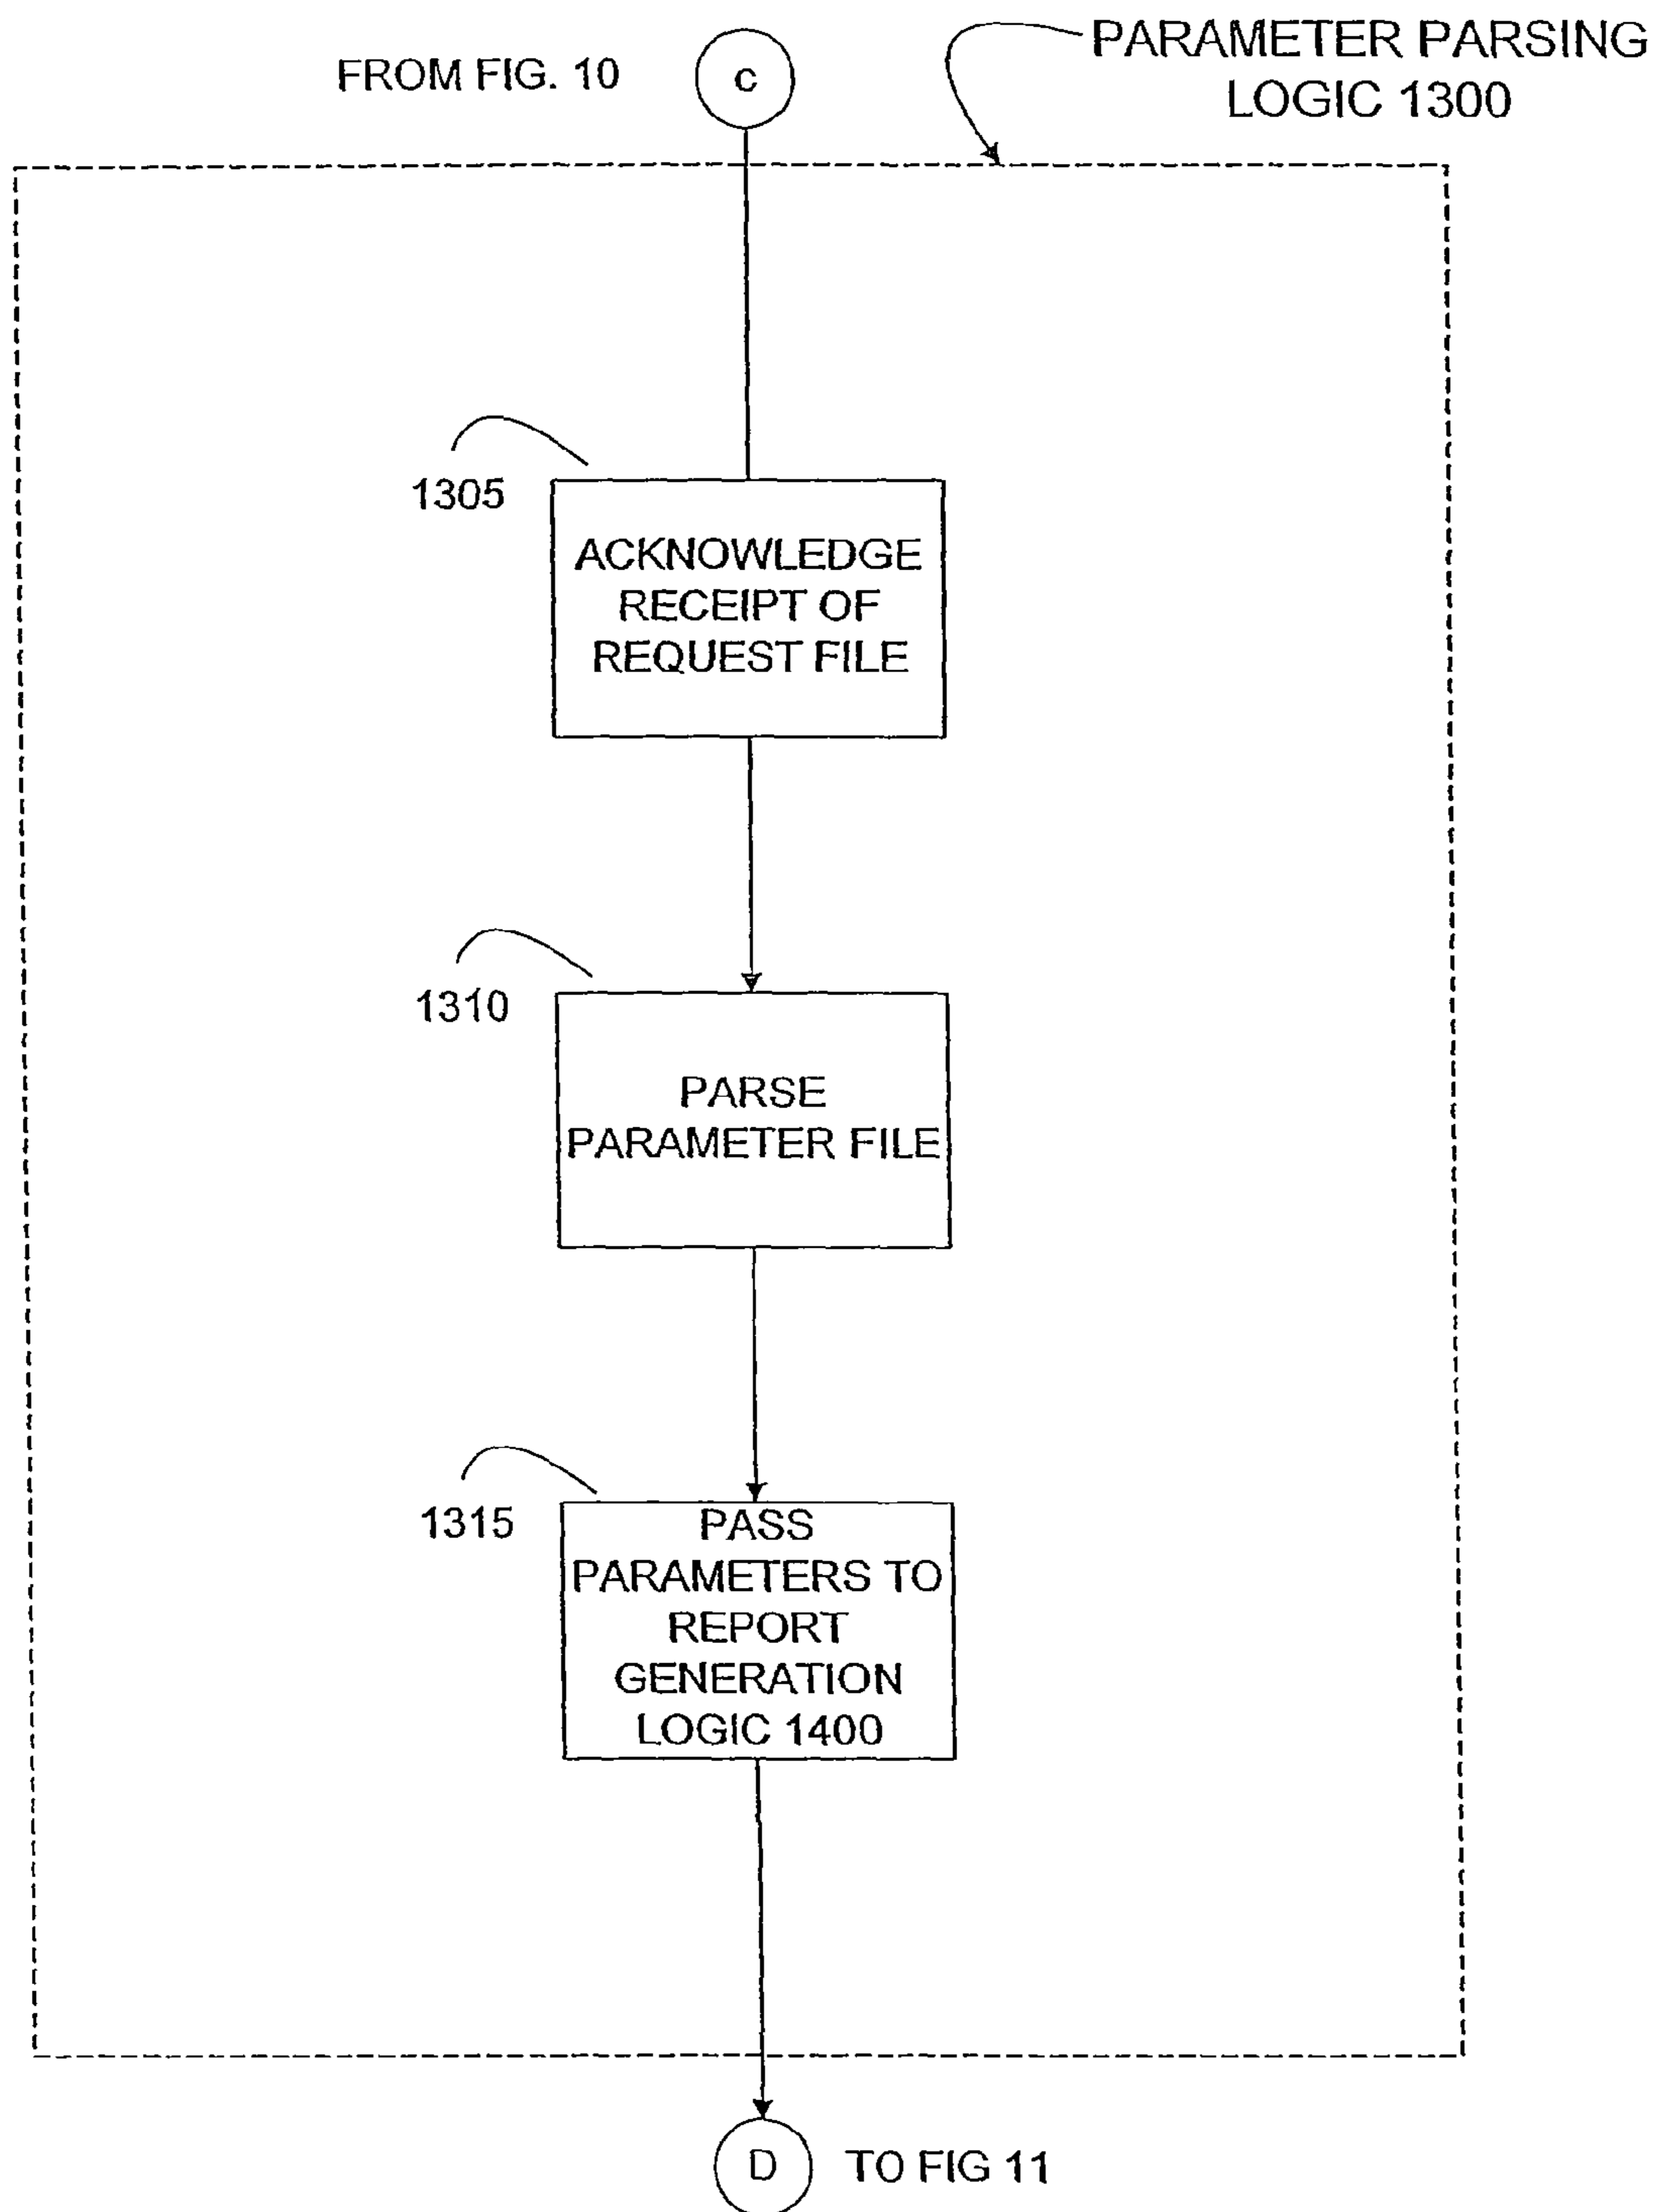 PARAMETER PARSING
LOGIC 1300
FROM FIG. 10
c
1305
ACKNOWLEDGE
RECEIPT OF
REQUEST FILE
1310
PARSE
PARAMETER FILE
1315
PASS
PARAMETERS TO
REPORT
GENERATION
LOGIC 1400
D
TO FIG 11